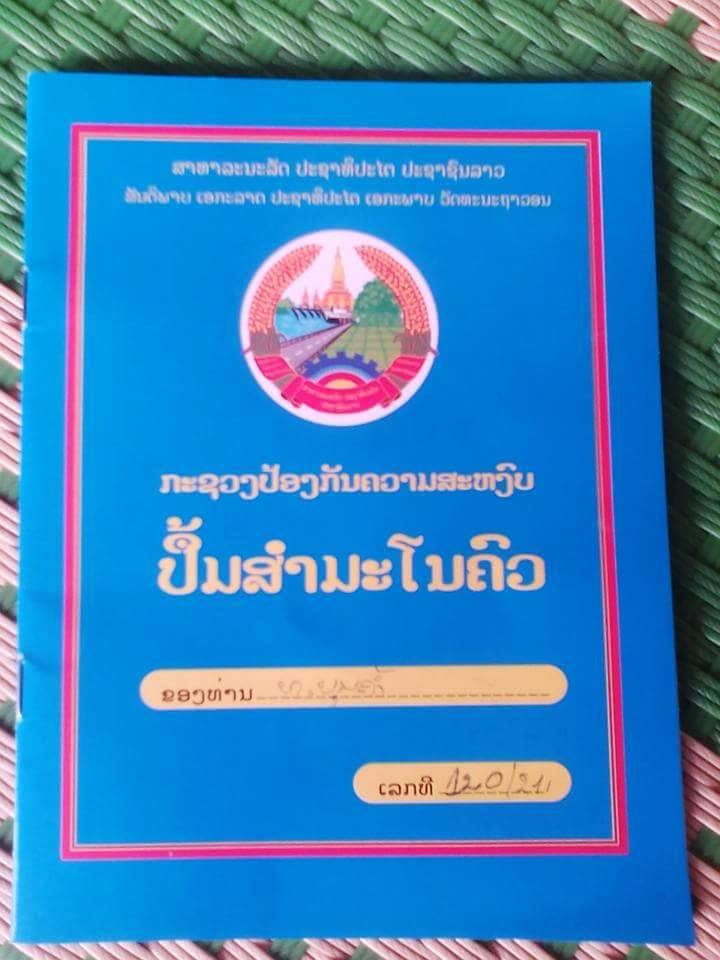 ສາທາລະນະລັດ ປະຊາທິປະໄຕ ປະຊາຊົນລາວ
ສັນຕິພາບ ເອກະລາດ ປະຊາທິປະໄຕ ເອກະພາບ ວັດທະນະຖາວອນ
ກະຊວງປ້ອງກັນຄວາມສະຫງົບ
ປຶ້ມສຳມະໂນຄົວ
ຂອງທ່ານ
ເລກທີ 120/21